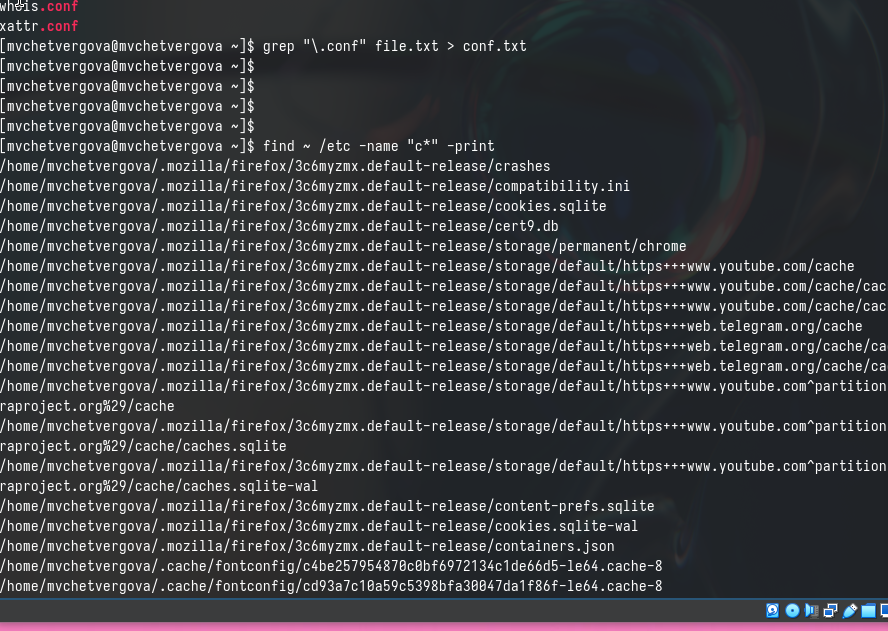 whois.conf
xattr.conf
[mvchetvergova@mvchetvergova ~]$ grep "\.conf" file.txt > conf.txt
[mvchetvergova@mvchetvergova ~]$
[mvchetvergova@mvchetvergova ~]$
[mvchetvergova@mvchetvergova ~]$
[mvchetvergova@mvchetvergova ~]$
[mvchetvergova@mvchetvergova ~]$ find ~ /etc -name "c*" -print
/home/mvchetvergova/.mozilla/firefox/3c6myzmx.default-release/crashes
/home/mvchetvergova/.mozilla/firefox/3c6myzmx.default-release/compatibility.ini
/home/mvchetvergova/.mozilla/firefox/3c6myzmx.default-release/cookies.sqlite
/home/mvchetvergova/.mozilla/firefox/3c6myzmx.default-release/cert9.db
/home/mvchetvergova/.mozilla/firefox/3c6myzmx.default-release/storage/permanent/chrome
/home/mvchetvergova/.mozilla/firefox/3c6myzmx.default-release/storage/default/https+++www.youtube.com/cache
/home/mvchetvergova/.mozilla/firefox/3c6myzmx.default-release/storage/default/https+++www.youtube.com/cache/cac
/home/mvchetvergova/.mozilla/firefox/3c6myzmx.default-release/storage/default/https+++www.youtube.com/cache/cac
/home/mvchetvergova/.mozilla/firefox/3c6myzmx.default-release/storage/default/https+++web.telegram.org/cache
/home/mvchetvergova/.mozilla/firefox/3c6myzmx.default-release/storage/default/https+++web.telegram.org/cache/ca
/home/mvchetvergova/.mozilla/firefox/3c6myzmx.default-release/storage/default/https+++web.telegram.org/cache/ca
/home/mvchetvergova/.mozilla/firefox/3c6myzmx.default-release/storage/default/https+++www.youtube.com^partition
raproject.org%29/cache
/home/mvchetvergova/.mozilla/firefox/3c6myzmx.default-release/storage/default/https+++www.youtube.com^partition
raproject.org%29/cache/caches.sqlite
/home/mvchetvergova/.mozilla/firefox/3c6myzmx.default-release/storage/default/https+++www.youtube.com^partition
raproject.org%29/cache/caches.sqlite-wal
/home/mvchetvergova/.mozilla/firefox/3c6myzmx.default-release/content-prefs.sqlite
/home/mvchetvergova/.mozilla/firefox/3c6myzmx.default-release/cookies.sqlite-wal
/home/mvchetvergova/.mozilla/firefox/3c6myzmx.default-release/containers.json
/home/mvchetvergova/.cache/fontconfig/c4be257954870c0bf6972134c1de66d5-le64.cache-8
/home/mvchetvergova/.cache/fontconfig/cd93a7c10a59c5398bfa30047da1f86f-le64.cache-8